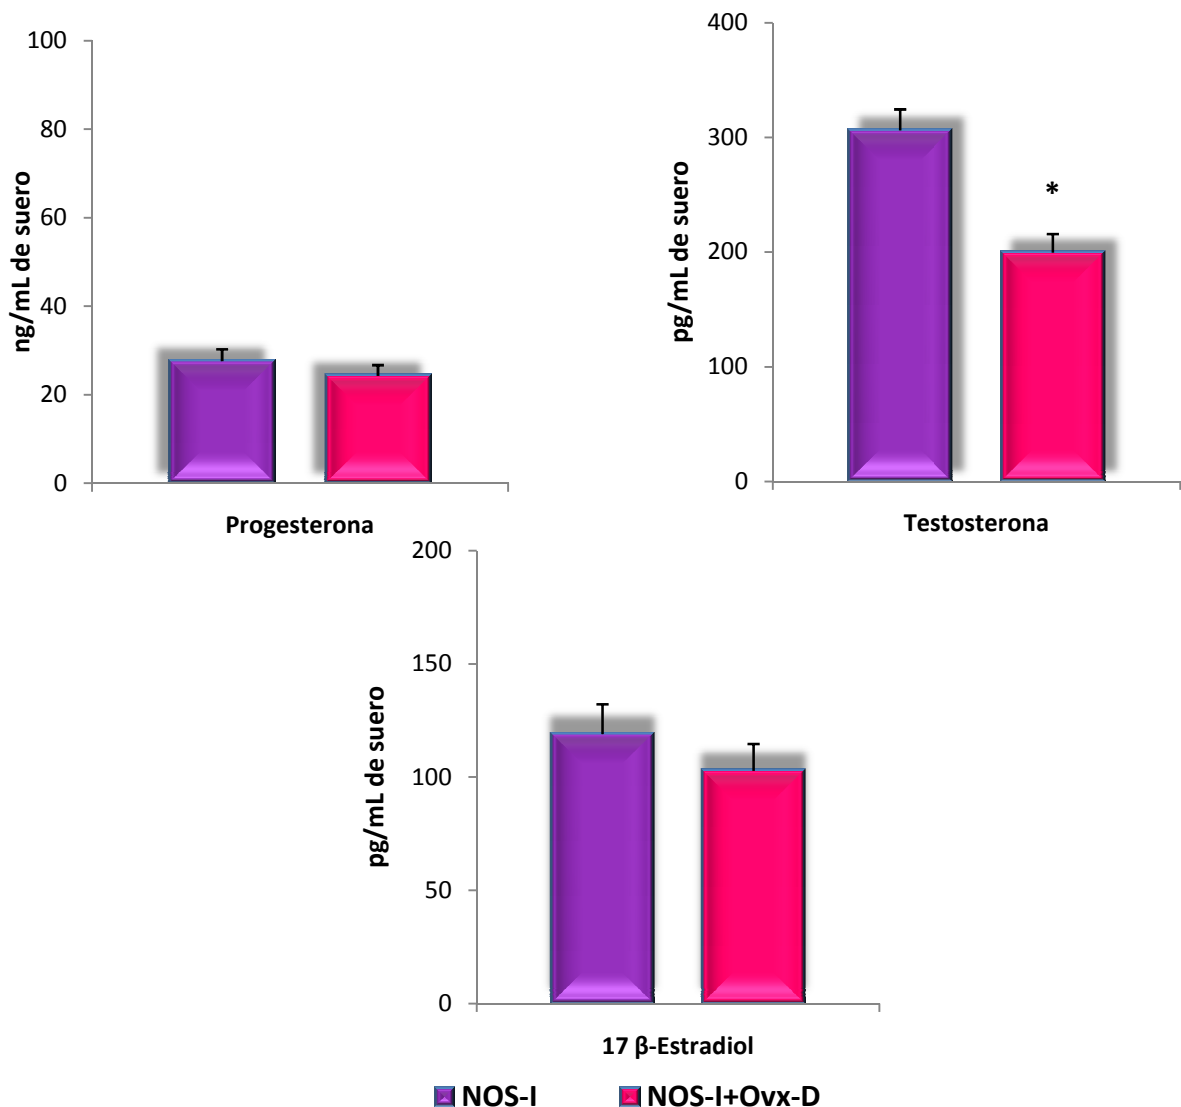 100
80
60
40
20
0
ng/mL de suero
Progesterona
400
300
200
100
0
pg/mL de suero
*
Testosterona
200
150
100
50
0
pg/mL de suero
17 β-Estradiol
NOS-I NOS-I+Ovx-D